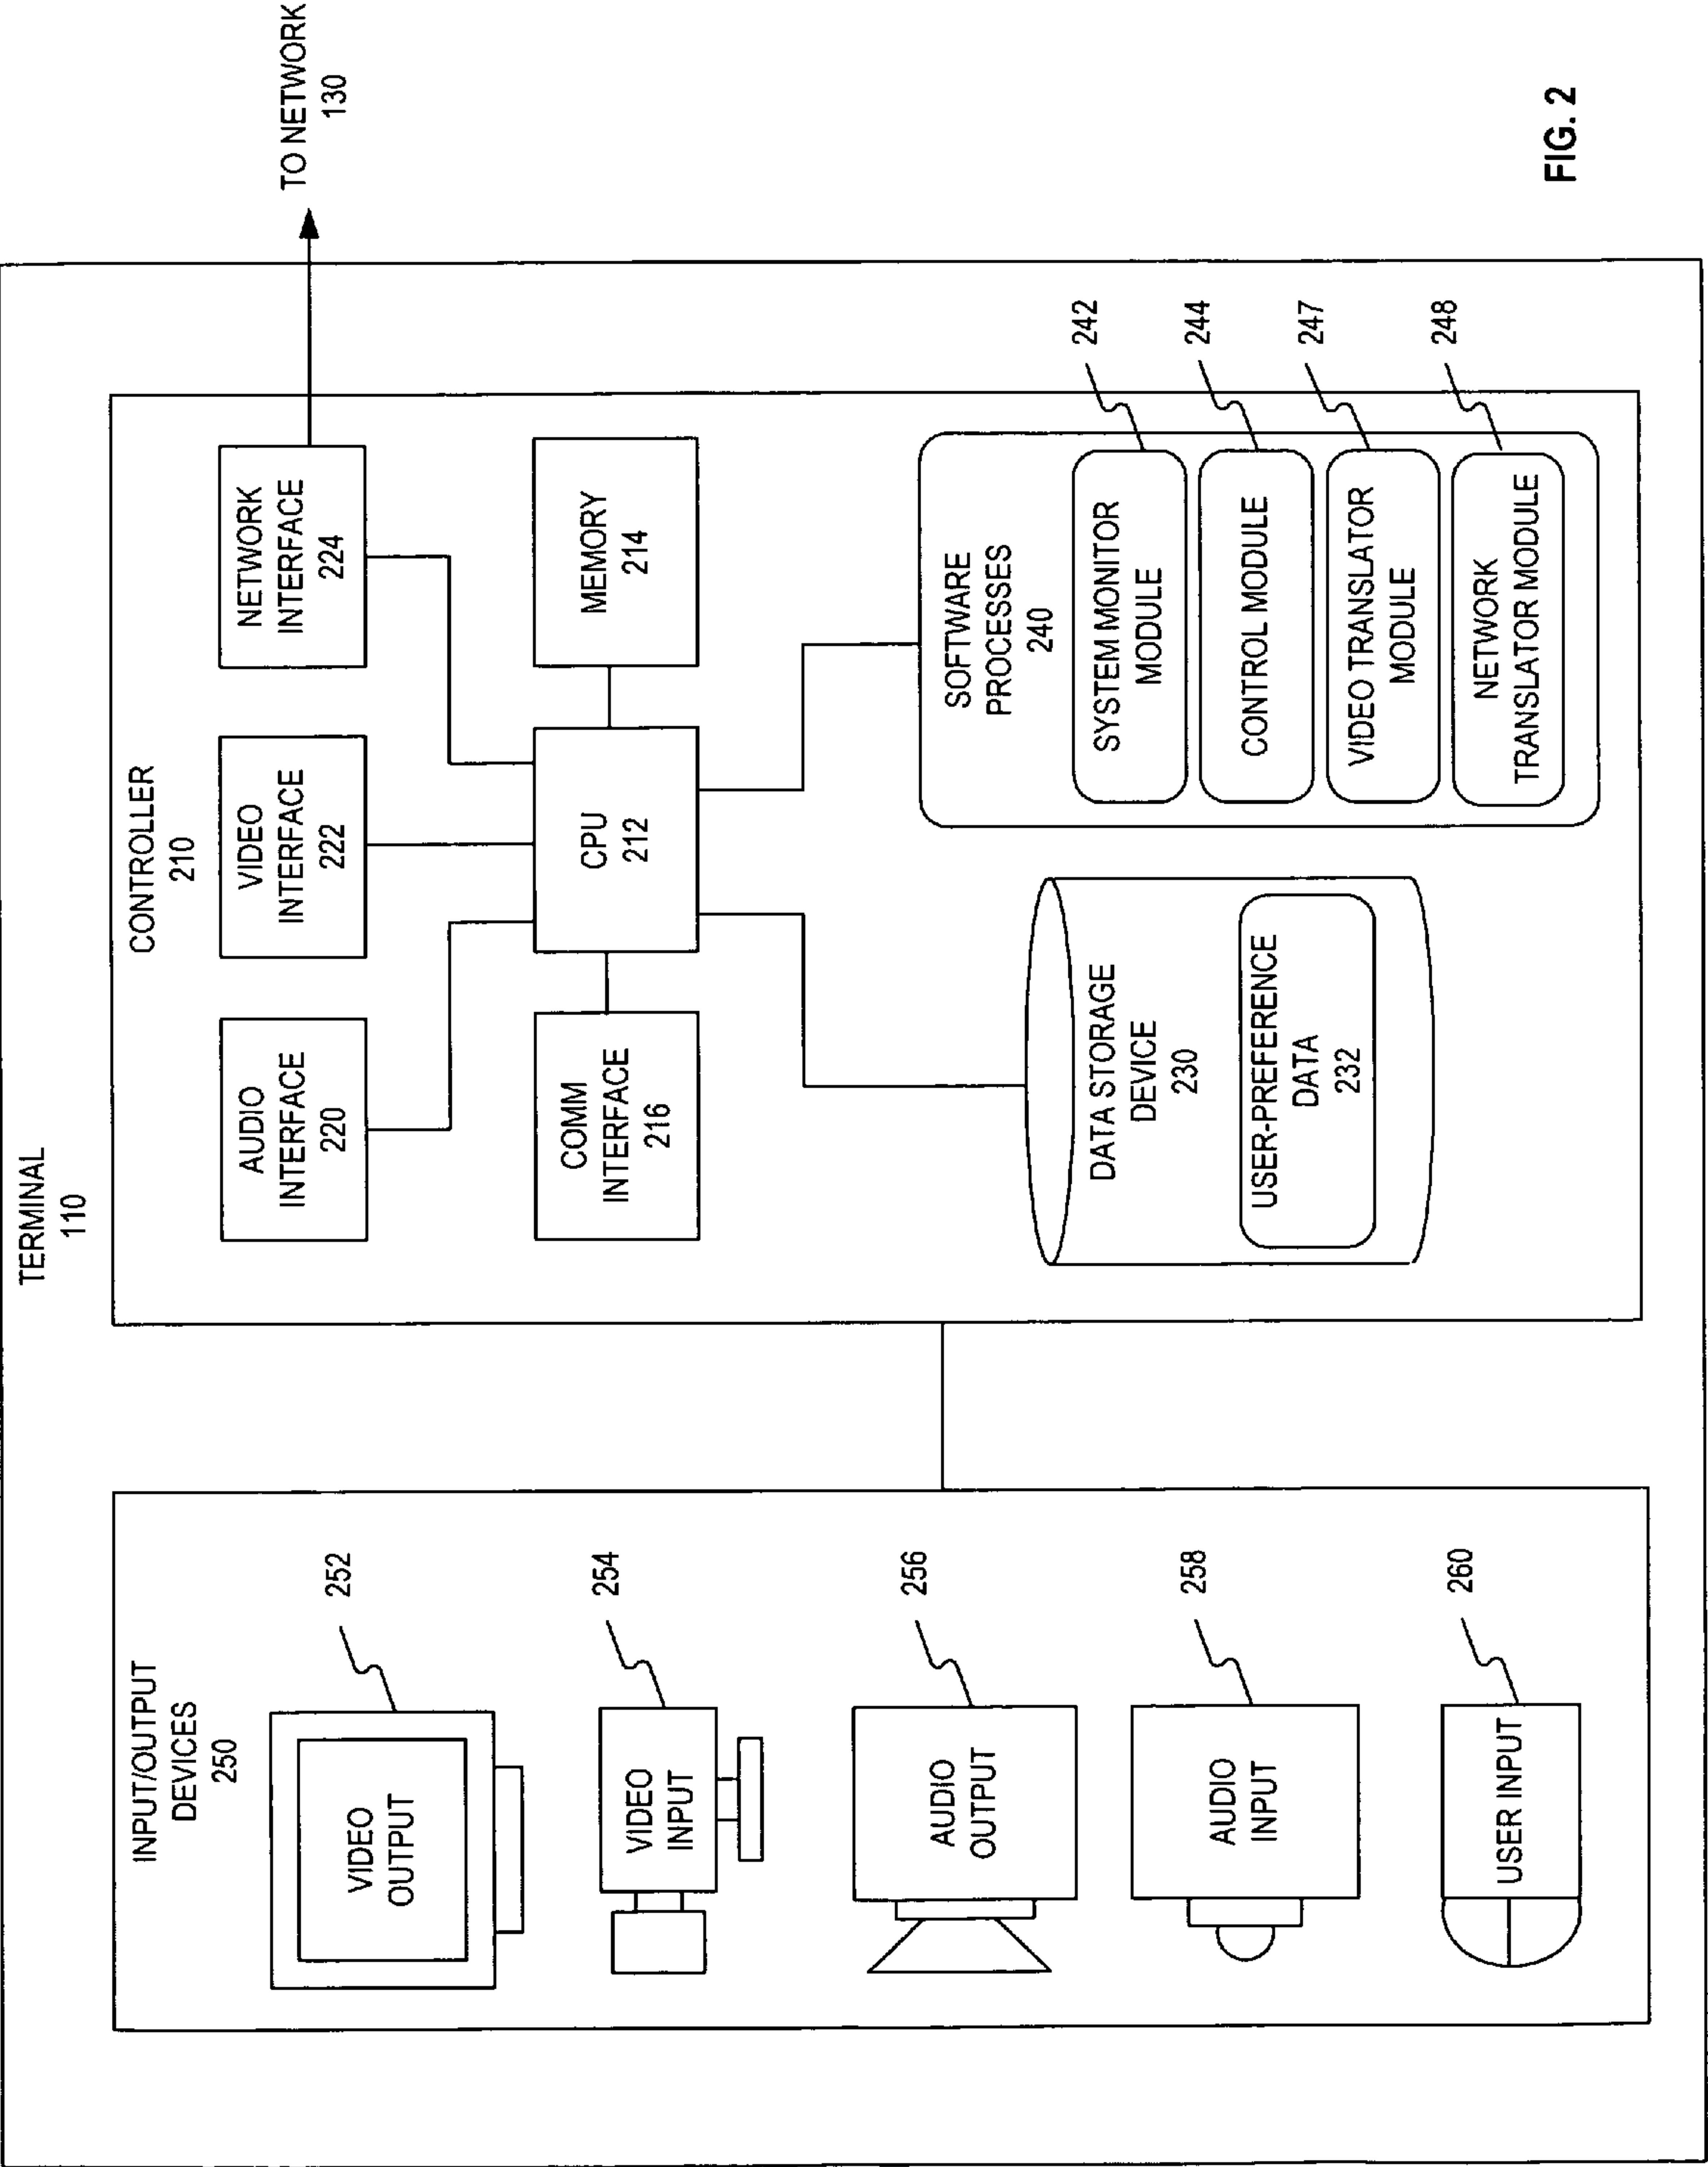 TERMINAL
110
INPUT/OUTPUT
DEVICES
250
VIDEO
OUTPUT
252
VIDEO
INPUT
254
AUDIO
OUTPUT
256
AUDIO
INPUT
258
USER INPUT
260
CONTROLLER
210
AUDIO
INTERFACE
220
VIDEO
INTERFACE
222
NETWORK
INTERFACE
224
TO NETWORK
130
COMM
INTERFACE
216
CPU
212
MEMORY
214
DATA STORAGE
DEVICE
230
USER-PREFERENCE
DATA
232
SOFTWARE
PROCESSES
240
SYSTEM MONITOR
MODULE
242
CONTROL MODULE
244
VIDEO TRANSLATOR
MODULE
247
NETWORK
TRANSLATOR MODULE
248
FIG. 2